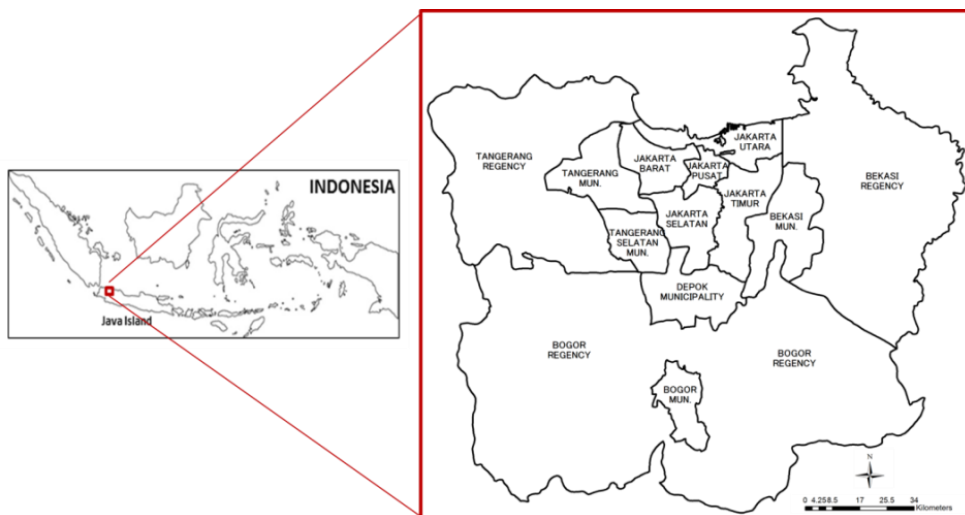 INDONESIA
Java Island
TANGERANG
REGENCY
TANGERANG
MUN.
JAKARTA
BARAT
JAKARTA
PUSAT
JAKARTA
UTARA
JAKARTA
TIMUR
JAKARTA
SELATAN
TANGERANG
SELATAN
MUN.
BEKASI
MUN.
BEKASI
REGENCY
DEPOK
MUNICIPALITY
BOGOR
REGENCY
BOGOR
REGENCY
BOGOR
MUN.
N
0 4.258.5 17 25.5 34
Kilometers